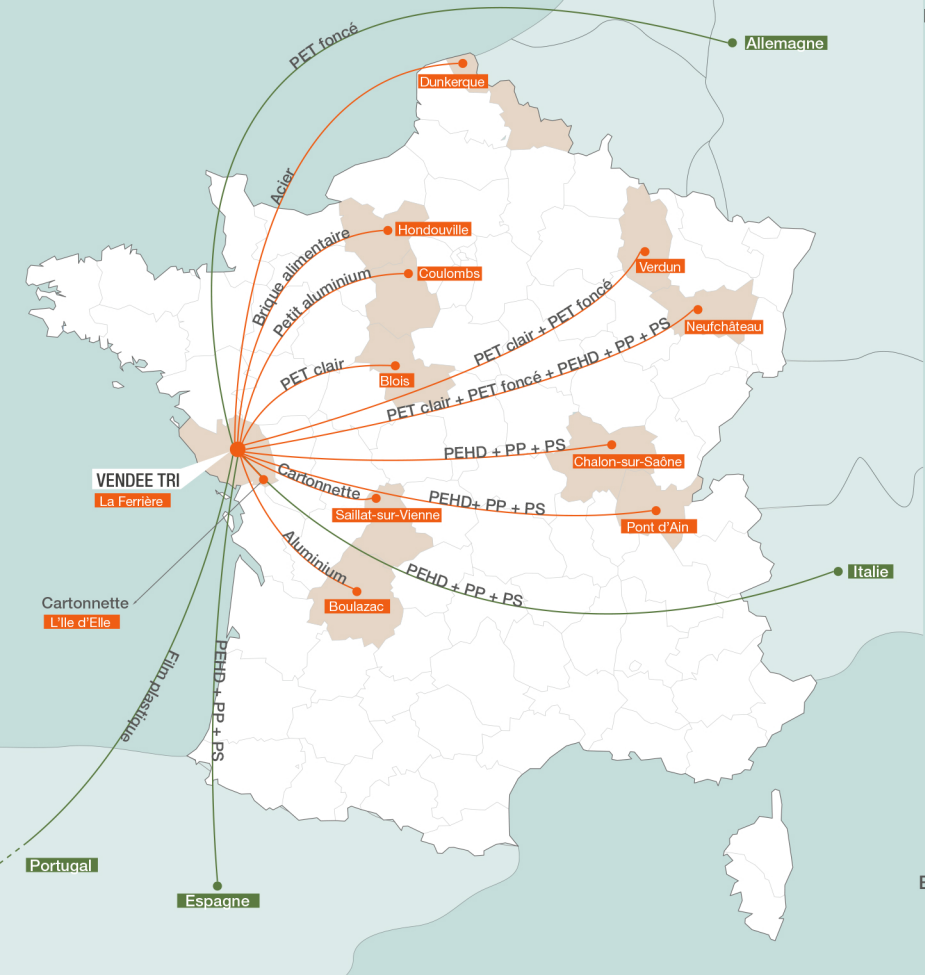 PET foncé
Allemagne
Dunkerque
Acier
Hondouville
Brique alimentaire
Coulombs
Petit aluminium
Verdun
PET clair + PET foncé
Neufchâteau
PET clair + PET foncé + PEHD + PP + PS
PET clair
Blois
PEHD + PP + PS
Chalon-sur-Saône
VENDEE TRI
La Ferrière
Cartonnette
Saillat-sur-Vienne
PEHD+ PP + PS
Pont d'Ain
Aluminium
PEHD + PP + PS
Italie
Boulazac
Cartonnette
L'Ile d'Elle
Film plastique
PEHD + PP + PS
Portugal
Espagne